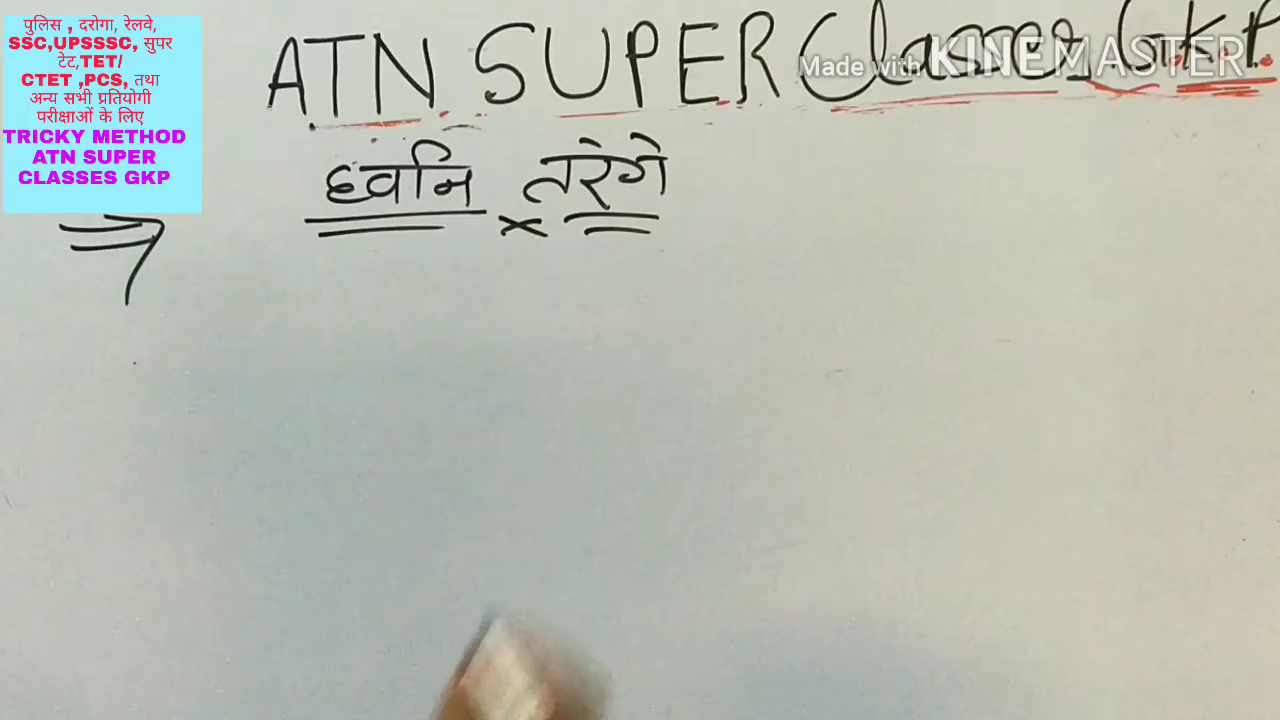 पुलिस , दरोगा, रेलवे,
SSC,UPSSSC, सुपर
टेट,TET/
CTET ,PCS, तथा
अन्य सभी प्रतियोगी
परीक्षाओं के लिए
TRICKY METHOD
ATN SUPER
CLASSES GKP
ATN SUPER Classes G.K.P.
Made with KINEMASTER
ध्वनि तरंगे